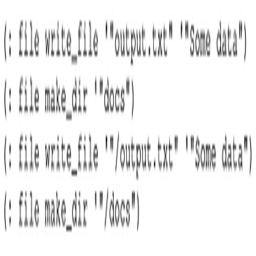 (: file write_file '"output.txt" '"Some data")
(: file make_dir '"docs")
(: file write_file '"/output.txt" '"Some data")
(: file make_dir '"/docs")